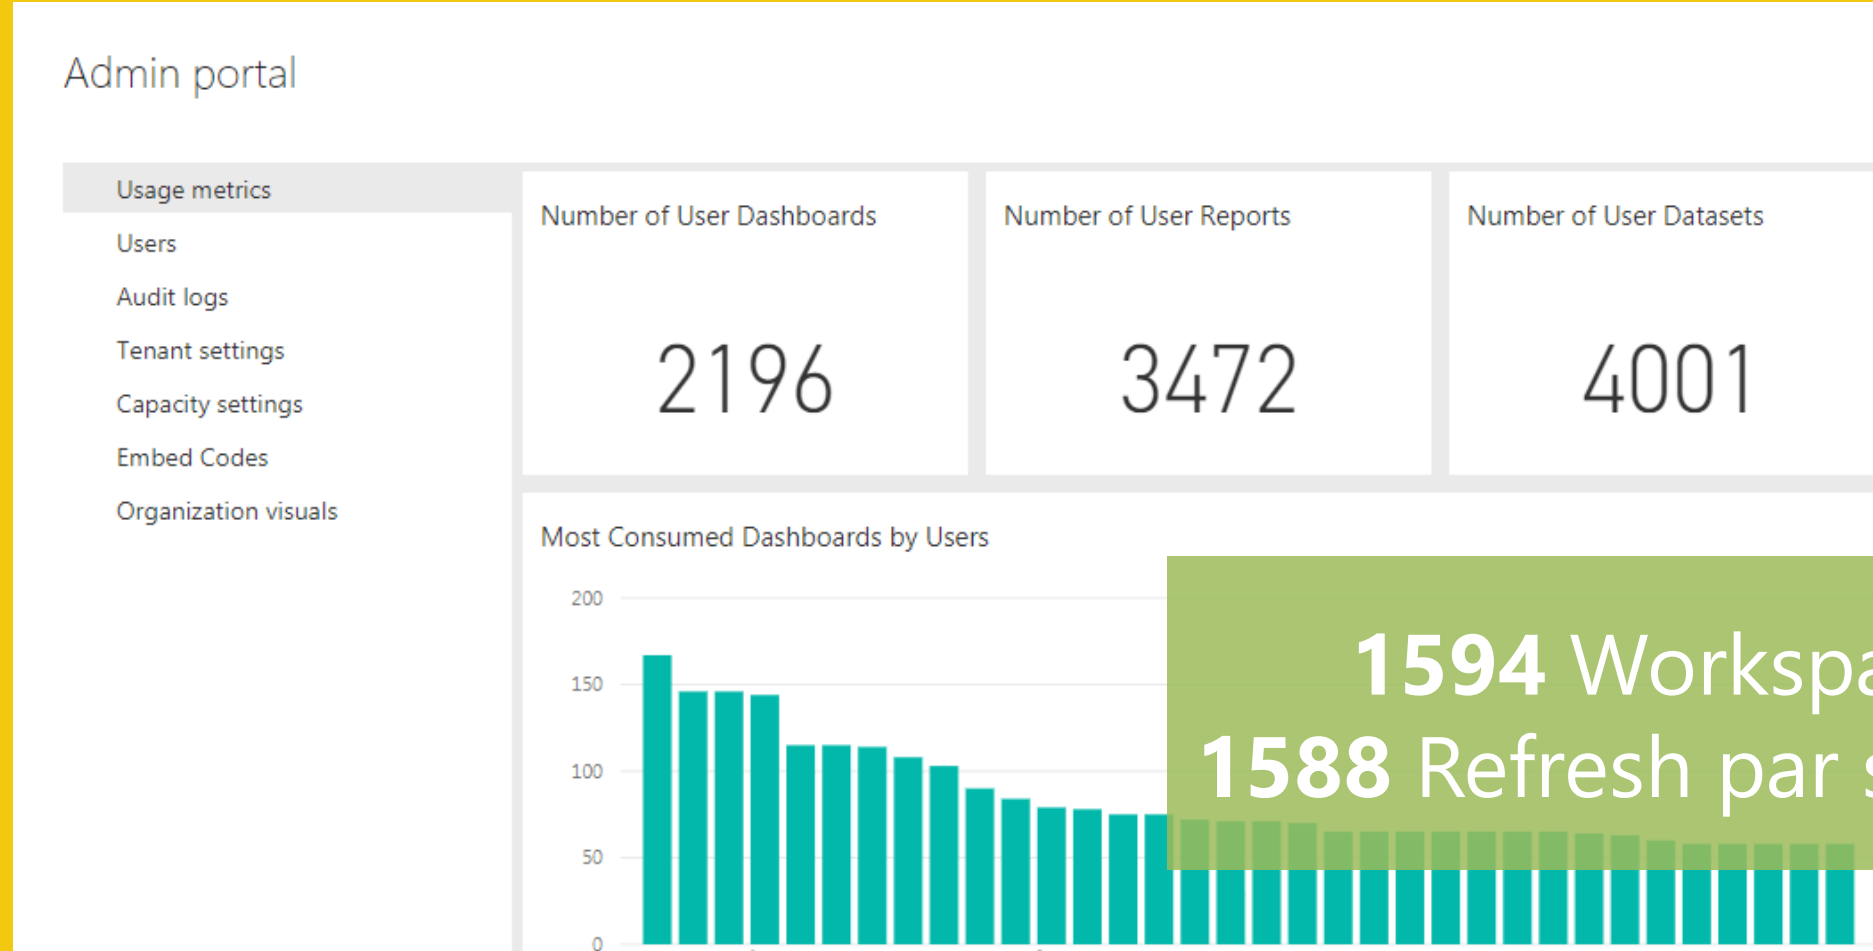 Admin portal
Usage metrics
Users
Audit logs
Tenant settings
Capacity settings
Embed Codes
Organization visuals
Number of User Dashboards
2196
Number of User Reports
3472
Number of User Datasets
4001
Most Consumed Dashboards by Users
200
150
100
50
0
1594 Workspa
1588 Refresh par